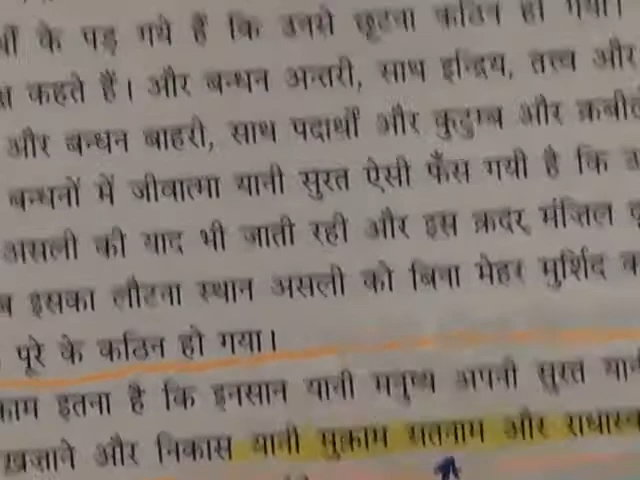 के पड़ गये हैं कि उनसे छूटना कठिन हो गया।
कहते हैं। और बन्धन अन्तरी, साथ इन्द्रिय, तत्त्व और
और बन्धन बाहरी, साथ पदार्थों और कुटुम्ब और
बन्धनों में जीवात्मा यानी सुरत ऐसी फँस गयी है कि
असली की याद भी जाती रही और इस क़दर मंज़िल
इसका लौटना स्थान असली को बिना मेहर मुर्शिद
पूरे के कठिन हो गया।
काम इतना है कि इनसान यानी मनुष्य अपनी सुरत यानी
ख़ज़ाने और निकास यानी मुक़ाम सतनाम और